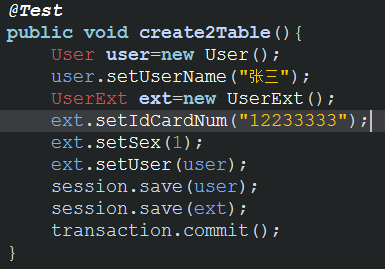 @Test
public void create2Table(){
    User user=new User();
    user.setUserName("张三");
    UserExt ext=new UserExt();
    ext.setIdCardNum("12233333");
    ext.setSex(1);
    ext.setUser(user);
    session.save(user);
    session.save(ext);
    transaction.commit();
}